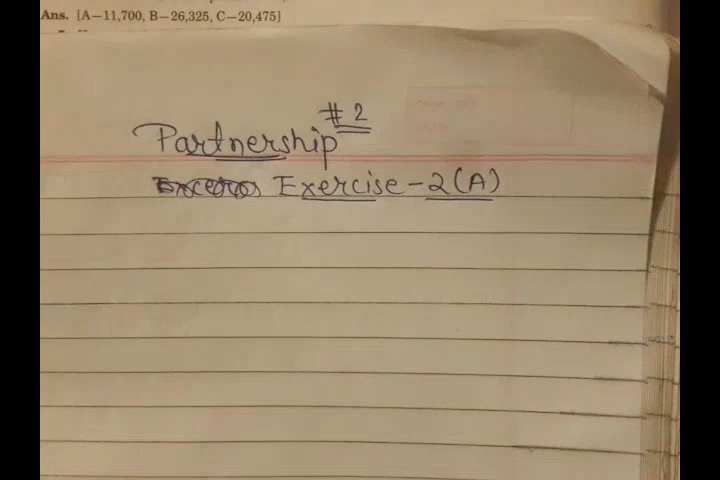 Ans. [A—11,700, B—26,325, C—20,475]
# 2
Partnership
Exercise-2(A)